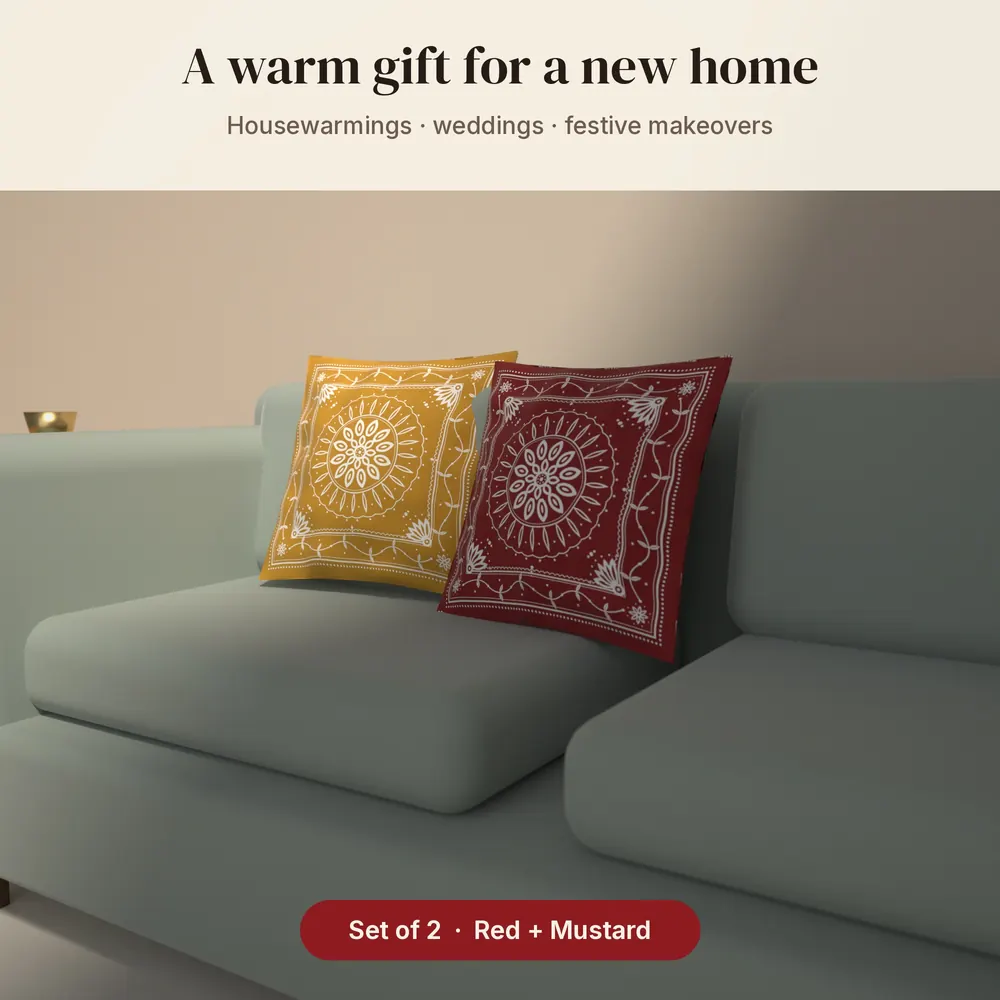 A warm gift for a new home
Housewarmings · weddings · festive makeovers
Set of 2 · Red + Mustard